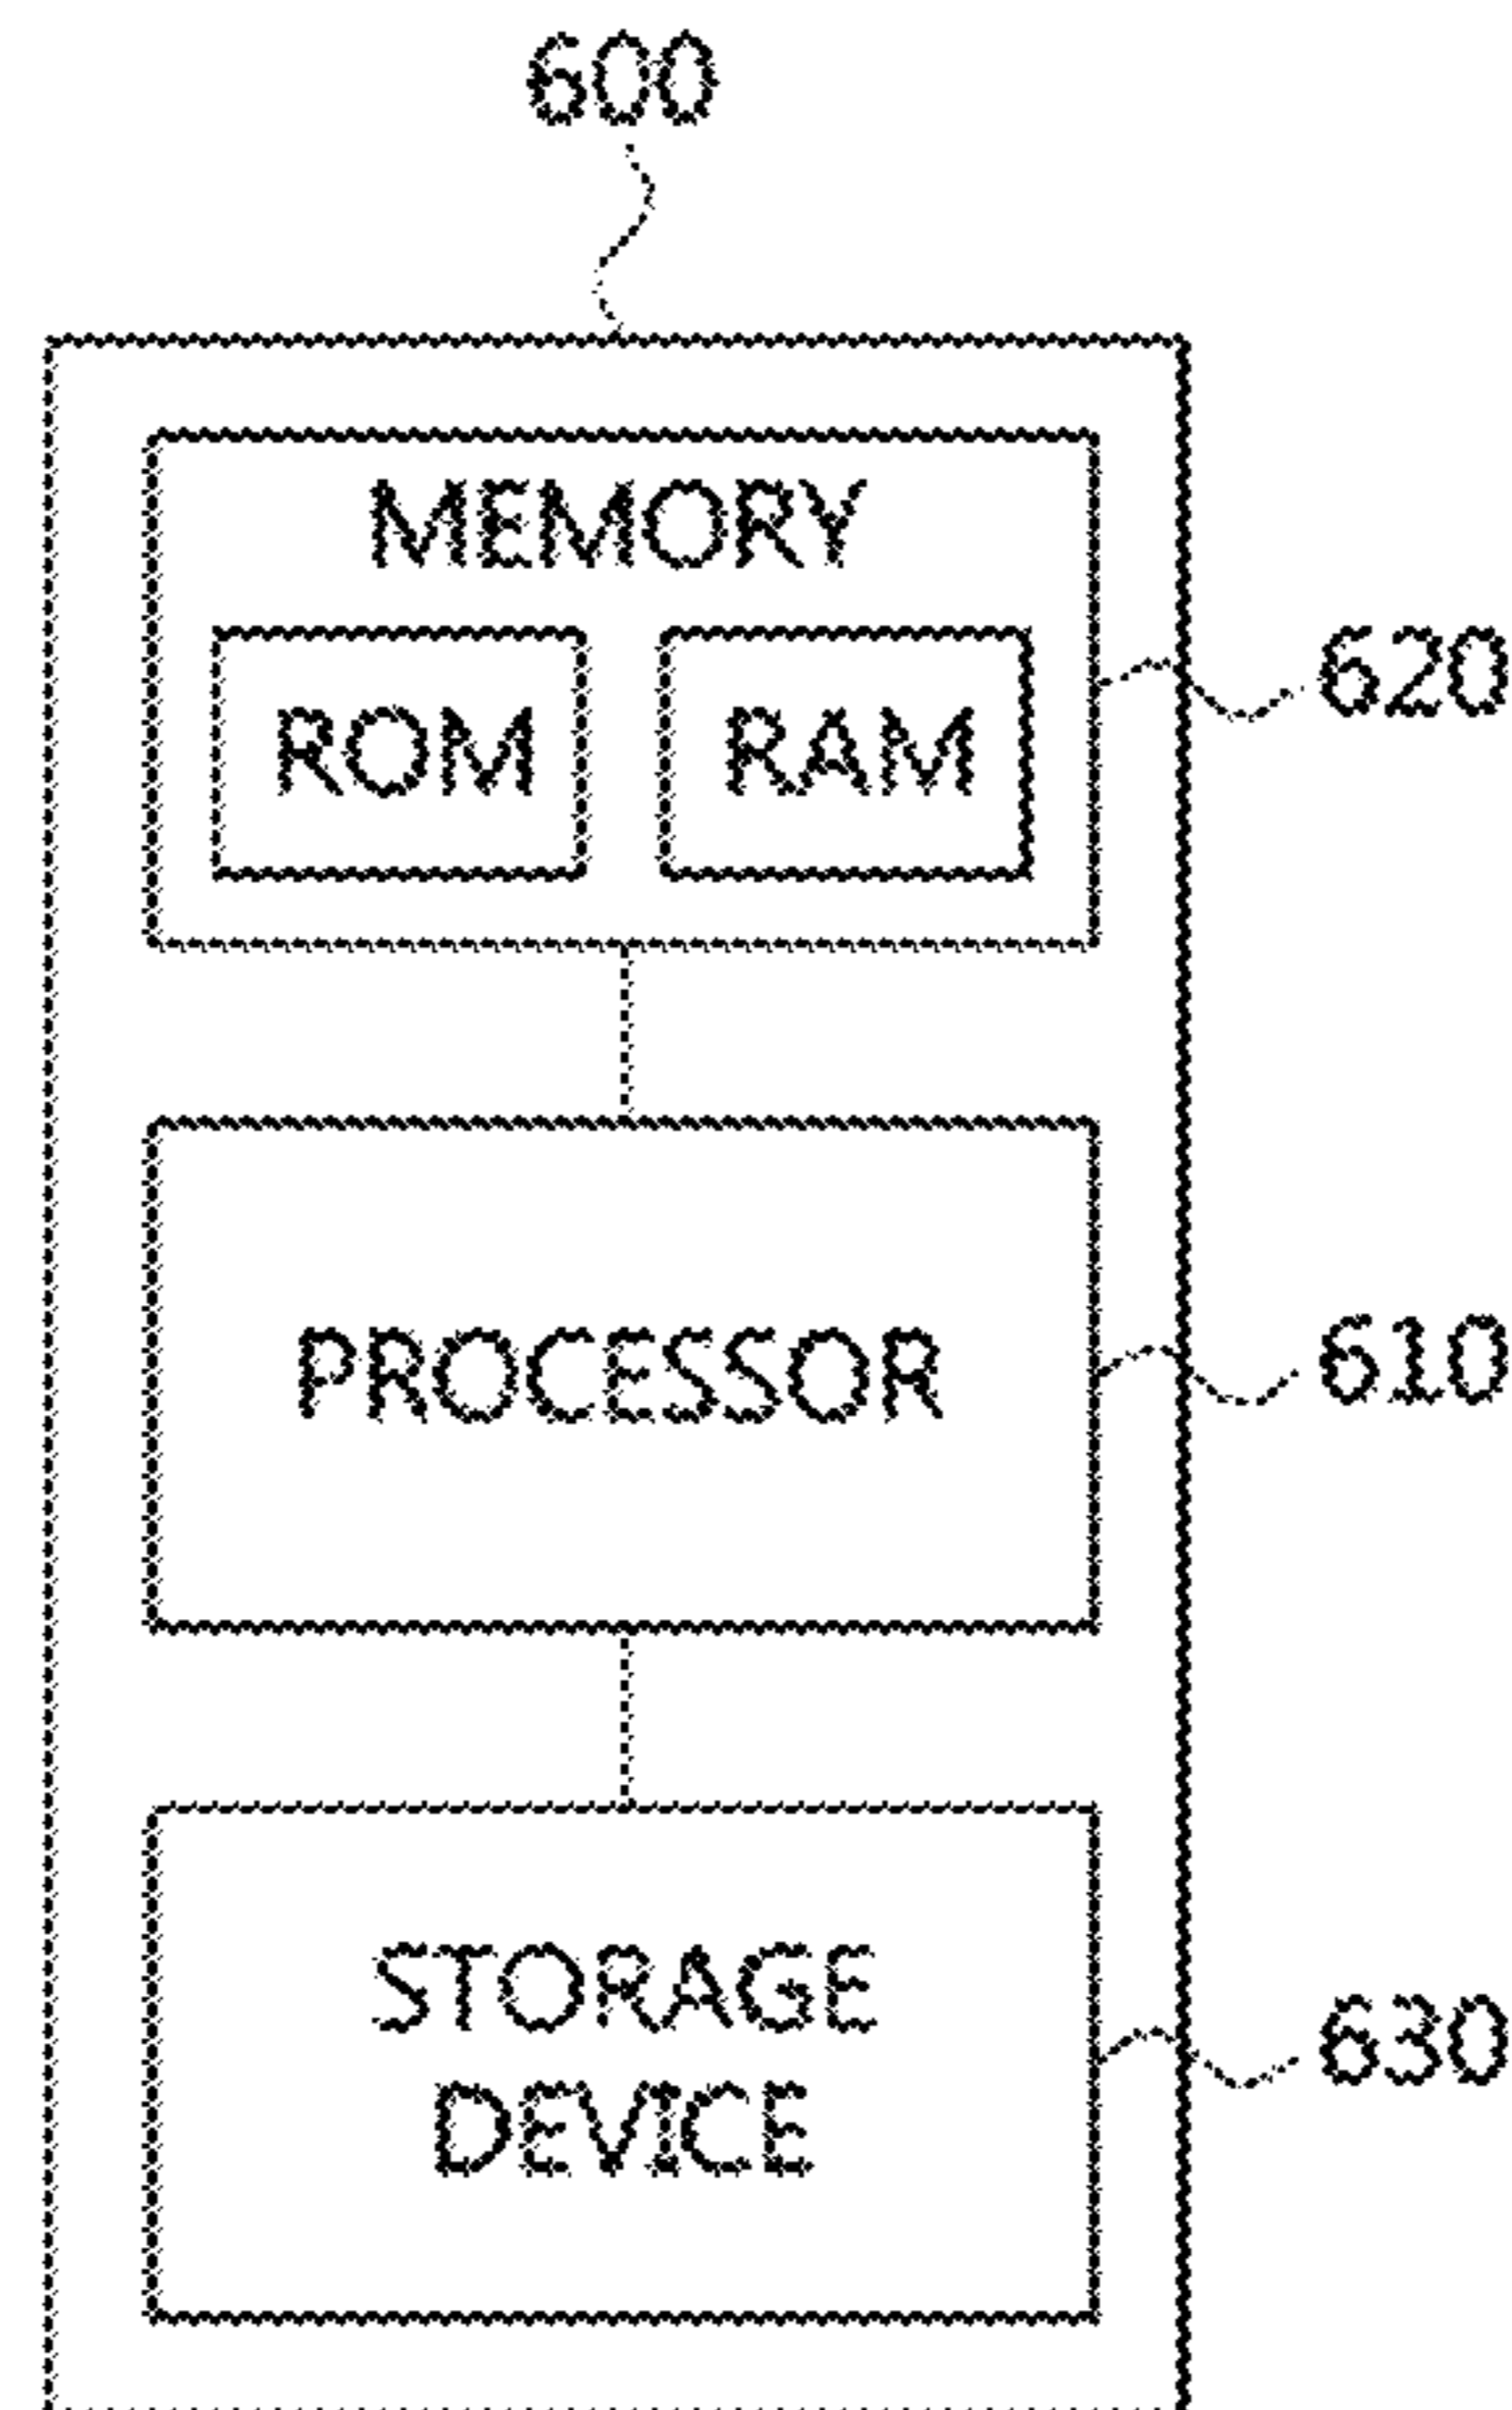 600
MEMORY
ROM RAM
620
PROCESSOR
610
STORAGE
DEVICE
630